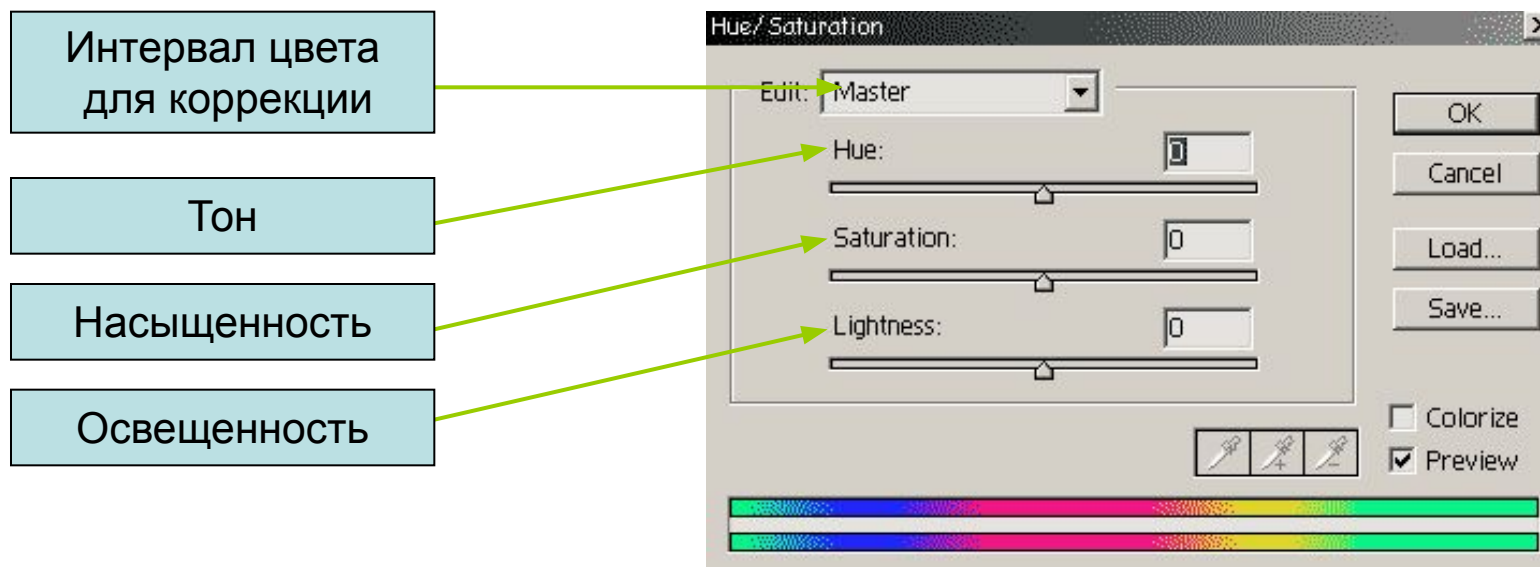 Интервал цвета
для коррекции
Тон
Насыщенность
Освещенность
Hue/Saturation
Edit: Master
Hue: 0
Saturation: 0
Lightness: 0
OK
Cancel
Load...
Save...
Colorize
Preview